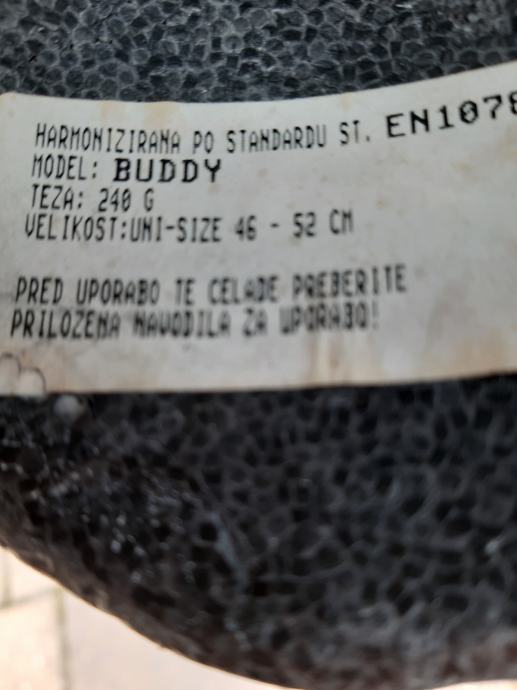 HARMONIZIRANA PO STANDARDU ST. EN1078
MODEL: BUDDY
TEZA: 240 G
VELIKOST:UNI-SIZE 46 - 52 CM
PRED UPORABO TE CELADE PREBERITE
PRILOZENA NAVODILA ZA UPORABO!